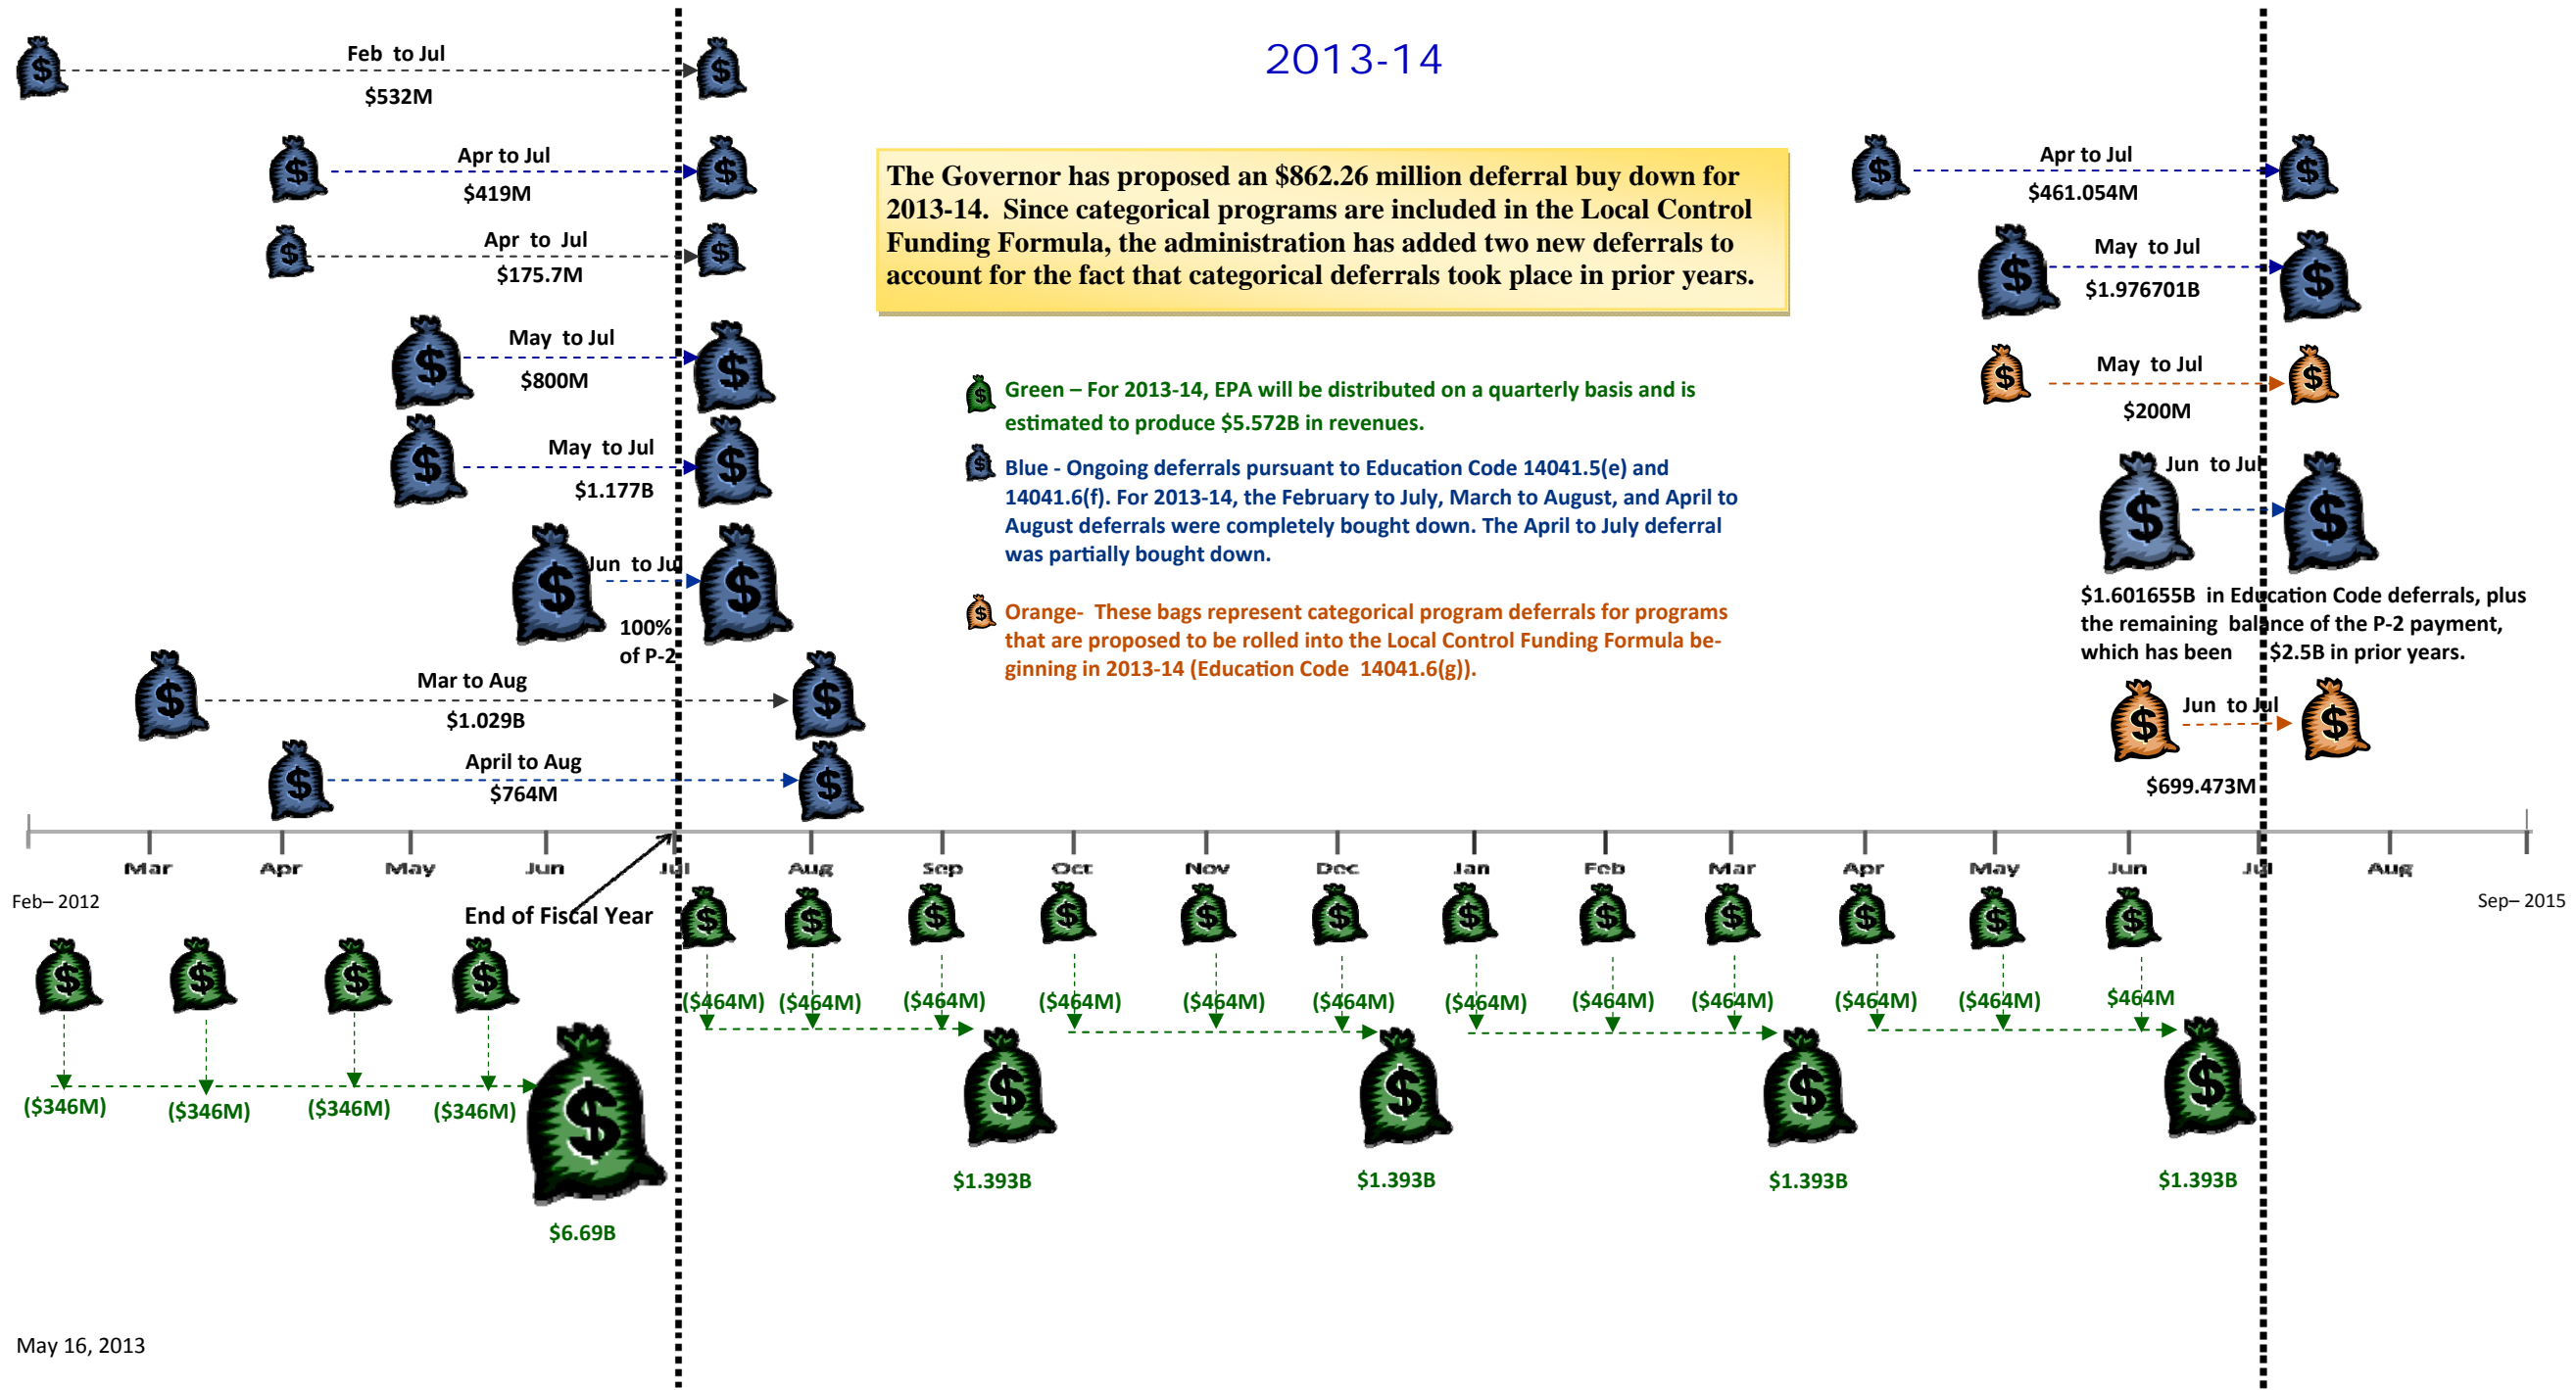 2013-14
Feb to Jul
$532M
Apr to Jul
$419M
Apr to Jul
$175.7M
May to Jul
$800M
May to Jul
$1.177B
Jun to Jul
100%
of P-2
Mar to Aug
$1.029B
April to Aug
$764M
The Governor has proposed an $862.26 million deferral buy down for
2013-14. Since categorical programs are included in the Local Control
Funding Formula, the administration has added two new deferrals to
account for the fact that categorical deferrals took place in prior years.
Green – For 2013-14, EPA will be distributed on a quarterly basis and is
estimated to produce $5.572B in revenues.
Blue - Ongoing deferrals pursuant to Education Code 14041.5(e) and
14041.6(f). For 2013-14, the February to July, March to August, and April to
August deferrals were completely bought down. The April to July deferral
was partially bought down.
Orange- These bags represent categorical program deferrals for programs
that are proposed to be rolled into the Local Control Funding Formula be-
ginning in 2013-14 (Education Code 14041.6(g)).
Apr to Jul
$461.054M
May to Jul
$1.976701B
May to Jul
$200M
Jun to Jul
$1.601655B in Education Code deferrals, plus
the remaining balance of the P-2 payment,
which has been $2.5B in prior years.
Jun to Jul
$699.473M
Mar Apr May Jun Jul Aug Sep Oct Nov Dec Jan Feb Mar Apr May Jun Jul Aug
Feb– 2012
Sep– 2015
End of Fiscal Year
($464M) ($464M) ($464M) ($464M) ($464M) ($464M) ($464M) ($464M) ($464M) ($464M) ($464M) $464M
($346M) ($346M) ($346M) ($346M)
$1.393B $1.393B $1.393B $1.393B
$6.69B
May 16, 2013